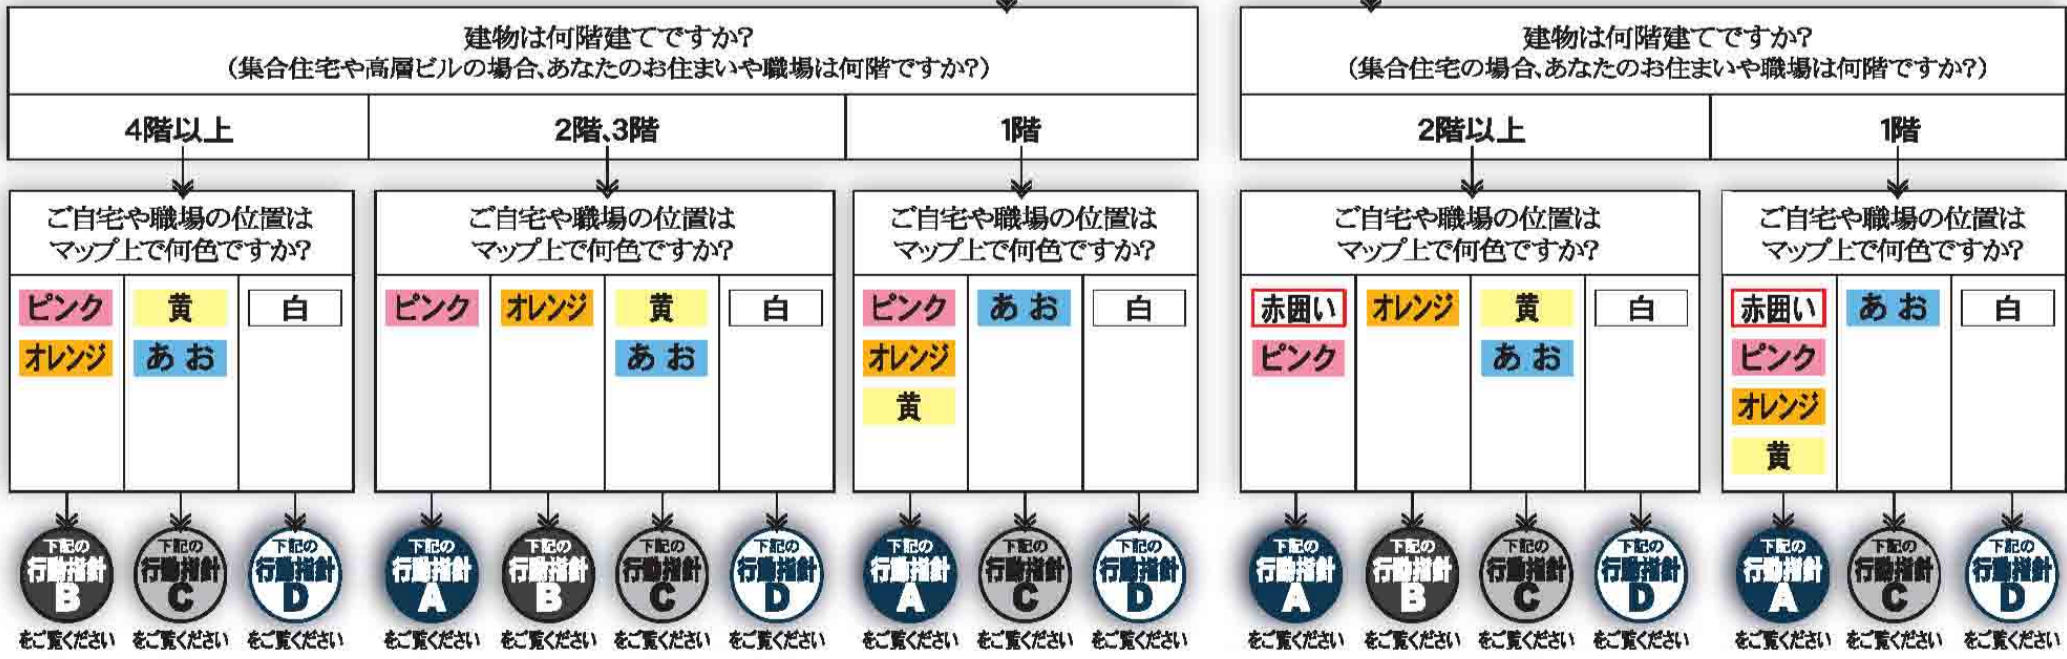 建物は何階建てですか?
(集合住宅や高層ビルの場合、あなたのお住まいや職場は何階ですか?)
4階以上
2階、3階
1階
ご自宅や職場の位置は
マップ上で何色ですか?
ピンク
オレンジ
黄
あお
白
ご自宅や職場の位置は
マップ上で何色ですか?
ピンク
オレンジ
黄
あお
白
ご自宅や職場の位置は
マップ上で何色ですか?
ピンク
オレンジ
黄
あお
白
下記の
行動指針
B
をご覧ください
下記の
行動指針
C
をご覧ください
下記の
行動指針
D
をご覧ください
下記の
行動指針
A
をご覧ください
下記の
行動指針
B
をご覧ください
下記の
行動指針
C
をご覧ください
下記の
行動指針
D
をご覧ください
下記の
行動指針
A
をご覧ください
下記の
行動指針
C
をご覧ください
下記の
行動指針
D
をご覧ください
建物は何階建てですか?
(集合住宅の場合、あなたのお住まいや職場は何階ですか?)
2階以上
1階
ご自宅や職場の位置は
マップ上で何色ですか?
赤囲い
ピンク
オレンジ
黄
あお
白
ご自宅や職場の位置は
マップ上で何色ですか?
赤囲い
ピンク
オレンジ
黄
あお
白
下記の
行動指針
A
をご覧ください
下記の
行動指針
B
をご覧ください
下記の
行動指針
C
をご覧ください
下記の
行動指針
D
をご覧ください
下記の
行動指針
A
をご覧ください
下記の
行動指針
C
をご覧ください
下記の
行動指針
D
をご覧ください